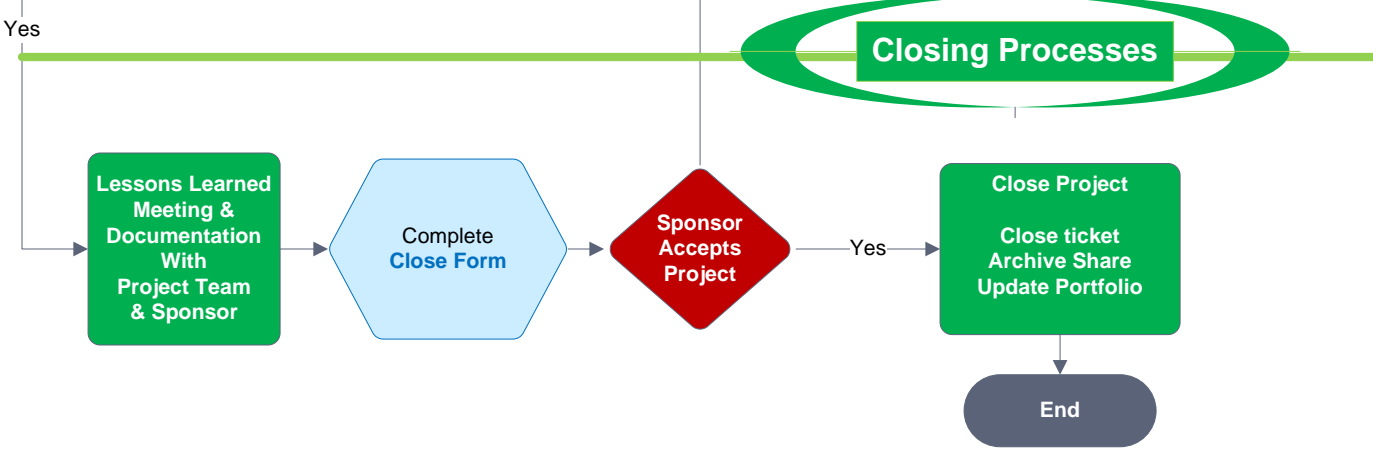 Yes
Closing Processes
Lessons Learned
Meeting &
Documentation
With
Project Team
& Sponsor
Complete
Close Form
Sponsor
Accepts
Project
Yes
Close Project
Close ticket
Archive Share
Update Portfolio
End